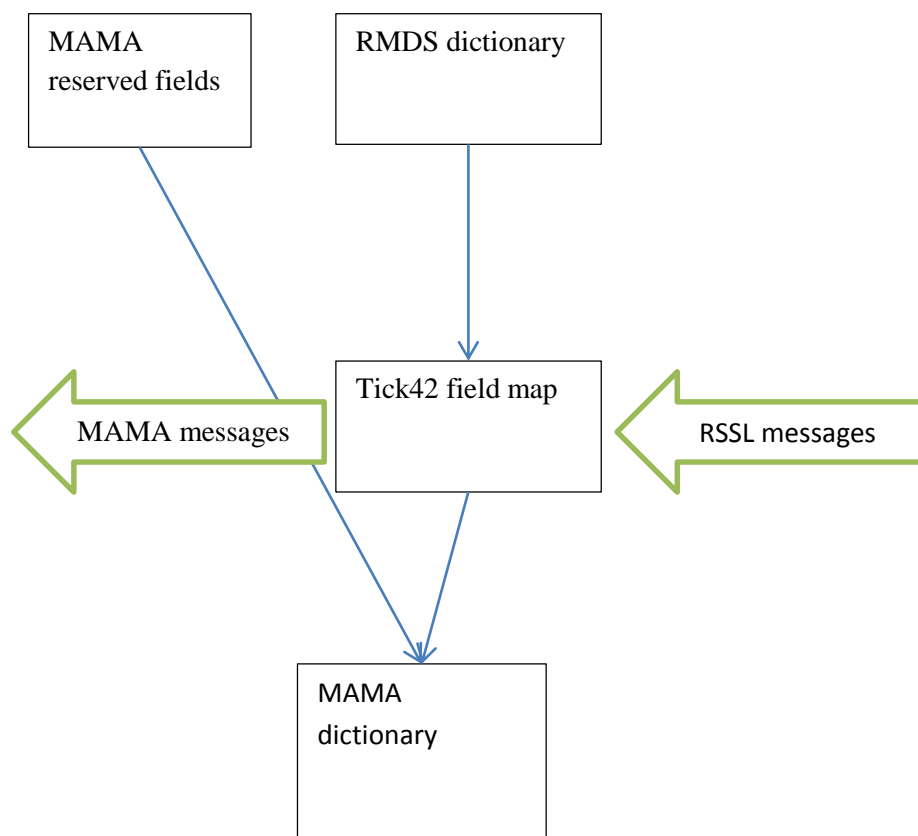 MAMA
reserved fields
RMDS dictionary
Tick42 field map
MAMA messages
RSSL messages
MAMA
dictionary